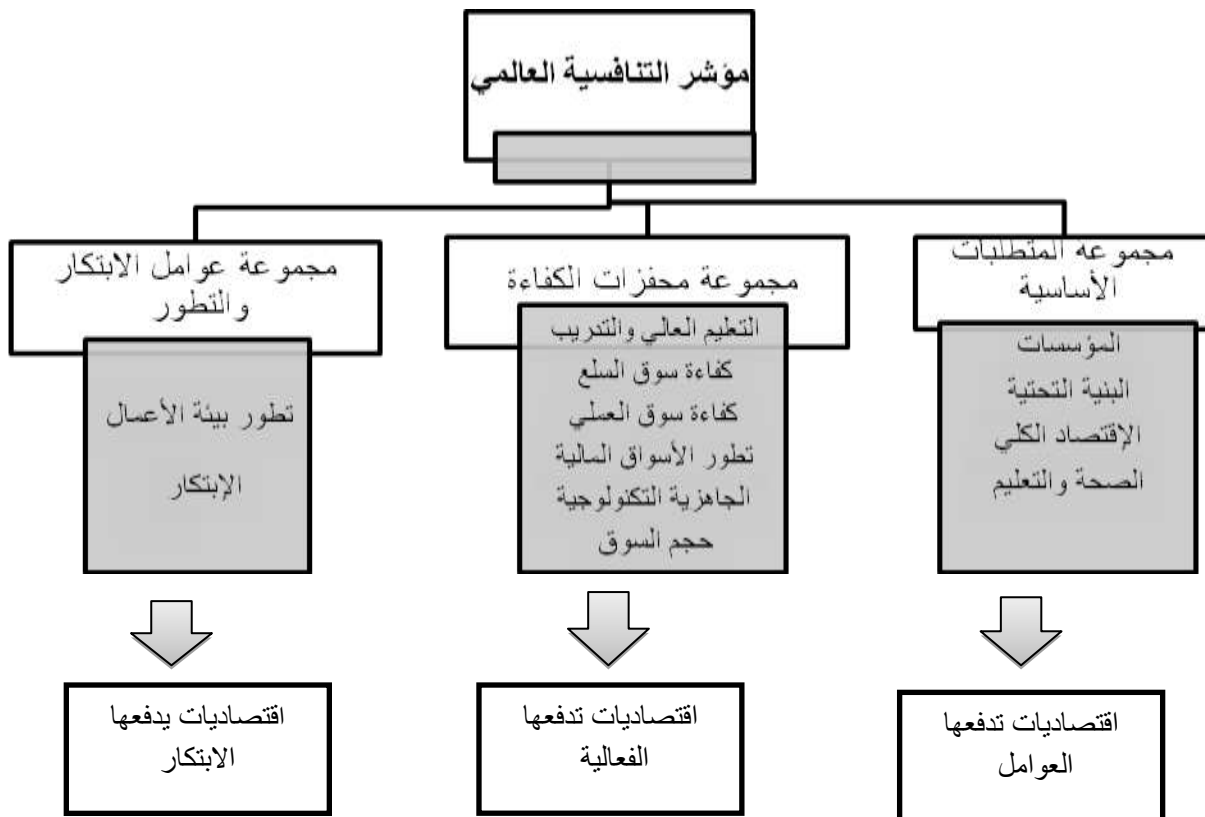 مؤشر التنافسية العالمي
مجموعه المتطلبات
الأساسية
المؤسسات
البنية التحتية
الإقتصاد الكلي
الصحة والتعليم
اقتصاديات تدفعها
العوامل
مجموعة محفزات الكفاءة
التعليم العالي والتدريب
كفاءة سوق السلع
كفاءة سوق العملي
تطور الأسواق المالية
الجاهزية التكنولوجية
حجم السوق
اقتصاديات تدفعها
الفعالية
مجموعة عوامل الابتكار
والتطور
تطور بيئة الأعمال
الإبتكار
اقتصاديات يدفعها
الابتكار